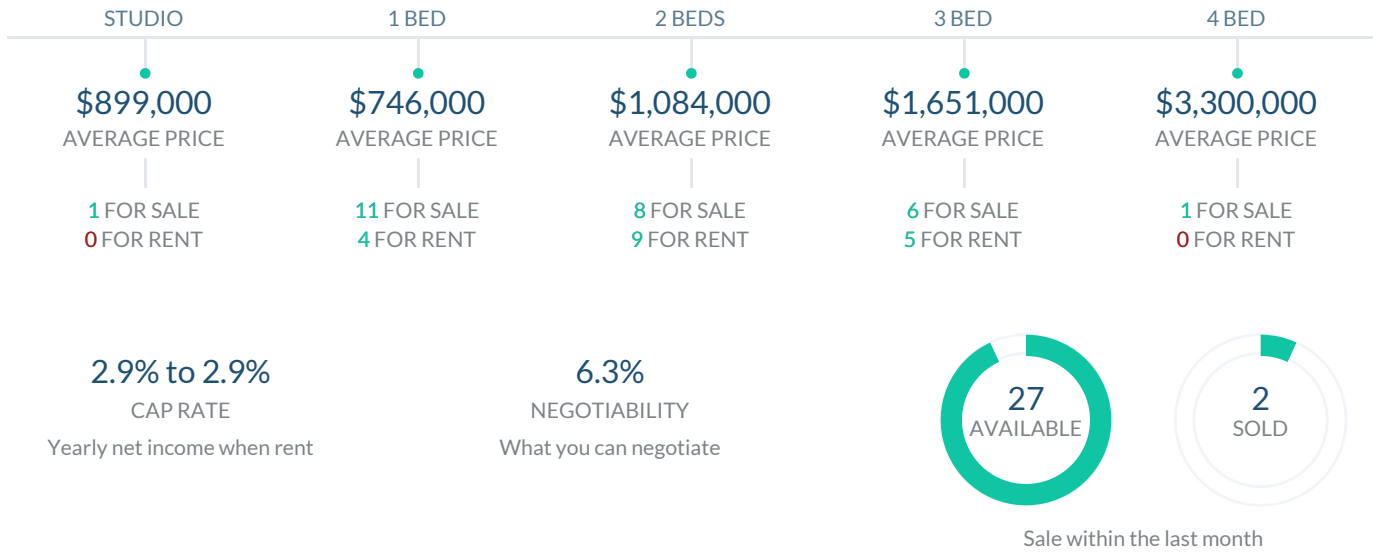 STUDIO
$899,000
AVERAGE PRICE
1 FOR SALE
0 FOR RENT
1 BED
$746,000
AVERAGE PRICE
11 FOR SALE
4 FOR RENT
2 BEDS
$1,084,000
AVERAGE PRICE
8 FOR SALE
9 FOR RENT
3 BED
$1,651,000
AVERAGE PRICE
6 FOR SALE
5 FOR RENT
4 BED
$3,300,000
AVERAGE PRICE
1 FOR SALE
0 FOR RENT
2.9% to 2.9%
CAP RATE
Yearly net income when rent
6.3%
NEGOTIABILITY
What you can negotiate
27
AVAILABLE
2
SOLD
Sale within the last month